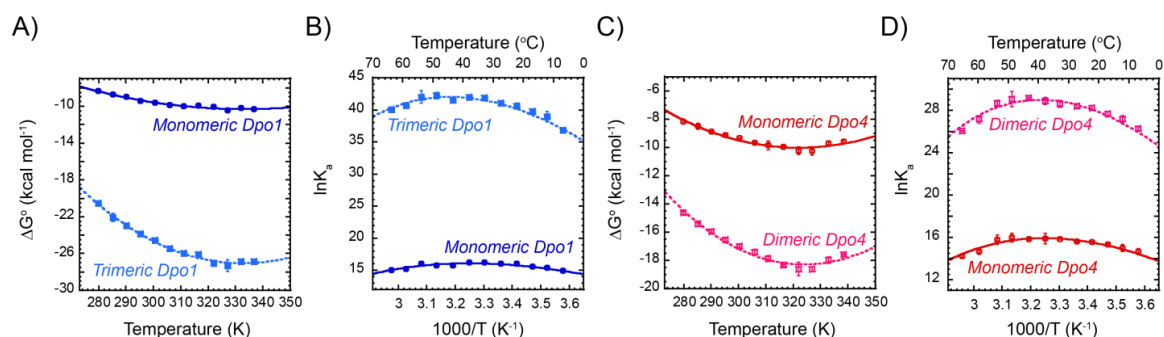 A)
ΔGº (kcal mol⁻¹)
-10
-14
-18
-22
-26
-30
Monomeric Dpo1
Trimeric Dpo1
280 290 300 310 320 330 340 350
Temperature (K)
B)
Temperature (ºC)
70 60 50 40 30 20 10 0
lnKₐ
45
40
35
30
25
20
15
Trimeric Dpo1
Monomeric Dpo1
3 3.1 3.2 3.3 3.4 3.5 3.6
1000/T (K⁻¹)
C)
ΔGº (kcal mol⁻¹)
-6
-8
-10
-12
-14
-16
-18
-20
Monomeric Dpo4
Dimeric Dpo4
280 290 300 310 320 330 340 350
Temperature (K)
D)
Temperature (ºC)
70 60 50 40 30 20 10 0
lnKₐ
28
24
20
16
12
Dimeric Dpo4
Monomeric Dpo4
3 3.1 3.2 3.3 3.4 3.5 3.6
1000/T (K⁻¹)